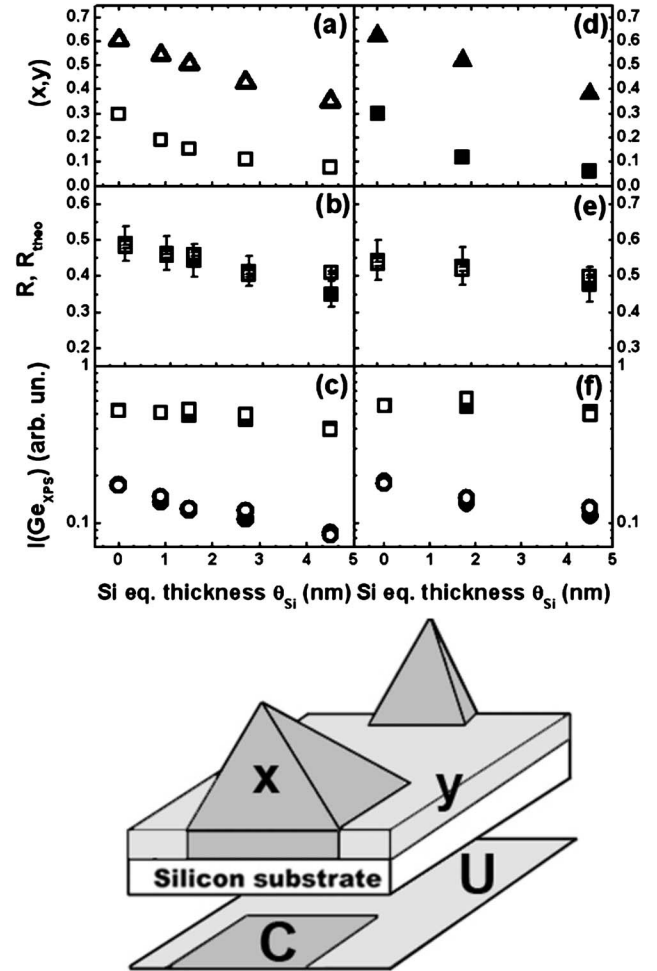 0.7 (a) (d) 0.7
0.6 0.6
0.5 0.5
(x,y) 0.4 0.4
0.3 0.3
0.2 0.2
0.1 0.1
0.0 0.0
0.6 (b) (e) 0.7
0.5 0.6
R, R_theo 0.4 0.5
0.3 0.4
0.2 0.3
1 1
(c) (f)
I(Ge_XPS) (arb. un.)
0.1 0.1
0 1 2 3 4 5 0 1 2 3 4 5
Si eq. thickness θ_Si (nm) Si eq. thickness θ_Si (nm)
x
y
Silicon substrate
U
C